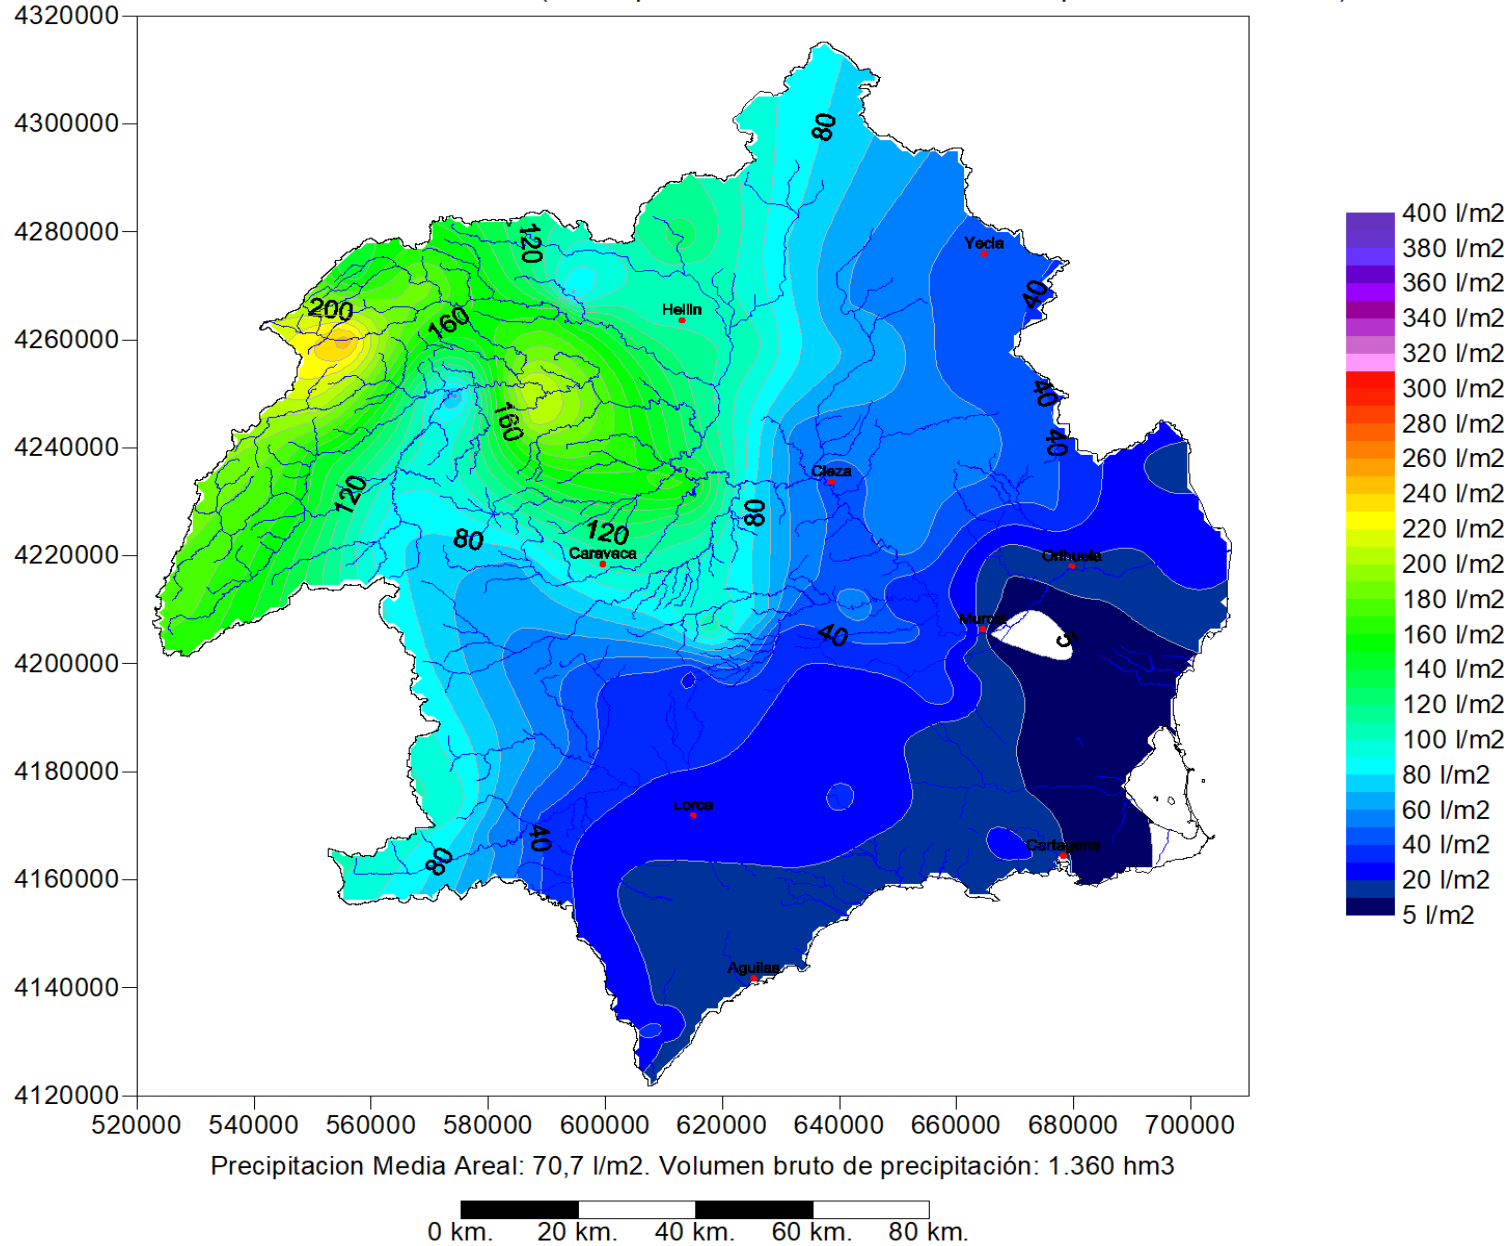 4320000
4300000
80
4280000
120
Yecla
40
200
160
Hellin
4260000
40
160
4240000
40
Cieza
120
80
80
120
4220000
Caravaca
Orihuela
Murcia
40
5
4200000
4180000
Lorca
40
80
Cartagena
4160000
Aguilas
4140000
4120000
520000 540000 560000 580000 600000 620000 640000 660000 680000 700000
400 l/m2
380 l/m2
360 l/m2
340 l/m2
320 l/m2
300 l/m2
280 l/m2
260 l/m2
240 l/m2
220 l/m2
200 l/m2
180 l/m2
160 l/m2
140 l/m2
120 l/m2
100 l/m2
80 l/m2
60 l/m2
40 l/m2
20 l/m2
5 l/m2
Precipitacion Media Areal: 70,7 l/m2. Volumen bruto de precipitación: 1.360 hm3
0 km. 20 km. 40 km. 60 km. 80 km.